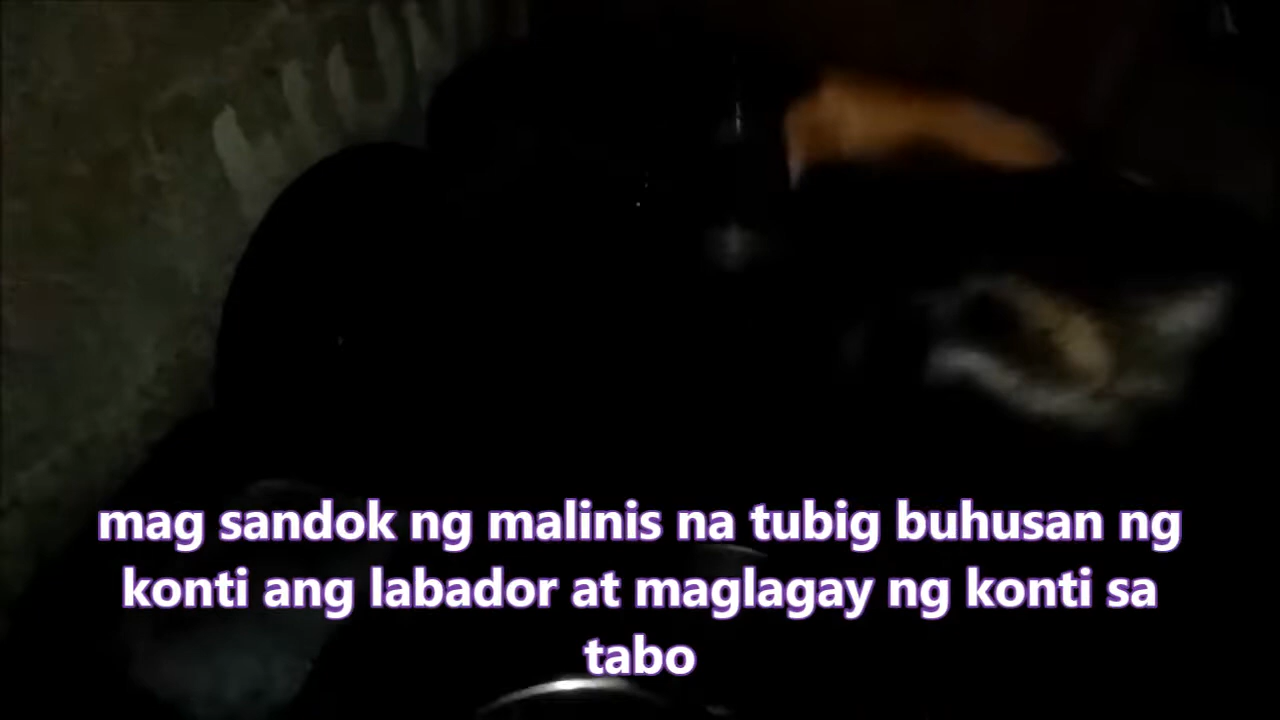 mag sandok ng malinis na tubig buhusan ng
konti ang labador at maglagay ng konti sa
tabo